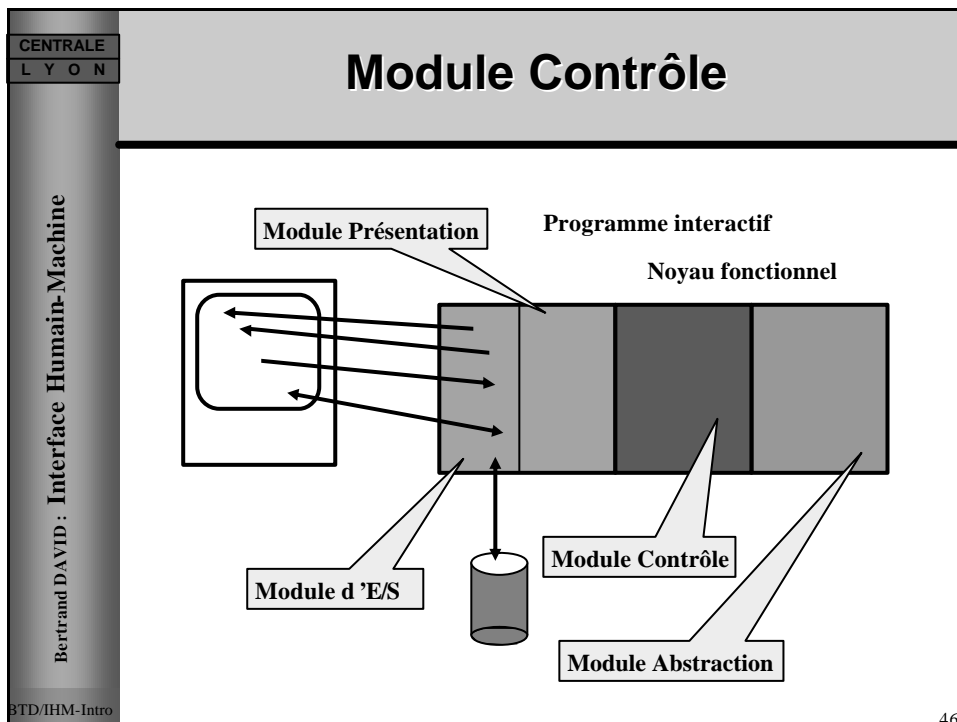 CENTRALE
L Y O N
Module Contrôle
Bertrand DAVID : Interface Humain-Machine
Module Présentation
Programme interactif
Noyau fonctionnel
Module Contrôle
Module d ’E/S
Module Abstraction
BTD/IHM-Intro
46